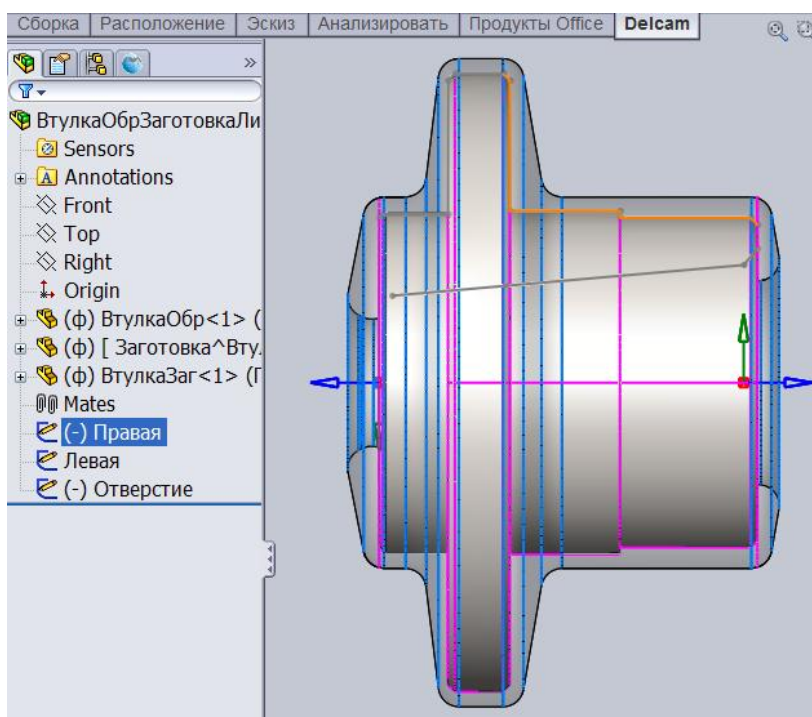 Сборка Расположение Эскиз Анализировать Продукты Office Delcam
»
ВтулкаОбрЗаготовкаЛи
Sensors
A Annotations
Front
Top
Right
Origin
(ф) ВтулкаОбр<1> (
(ф) [ Заготовка^Вту.
(ф) ВтулкаЗаг<1> (Г
Mates
(-) Правая
Левая
(-) Отверстие